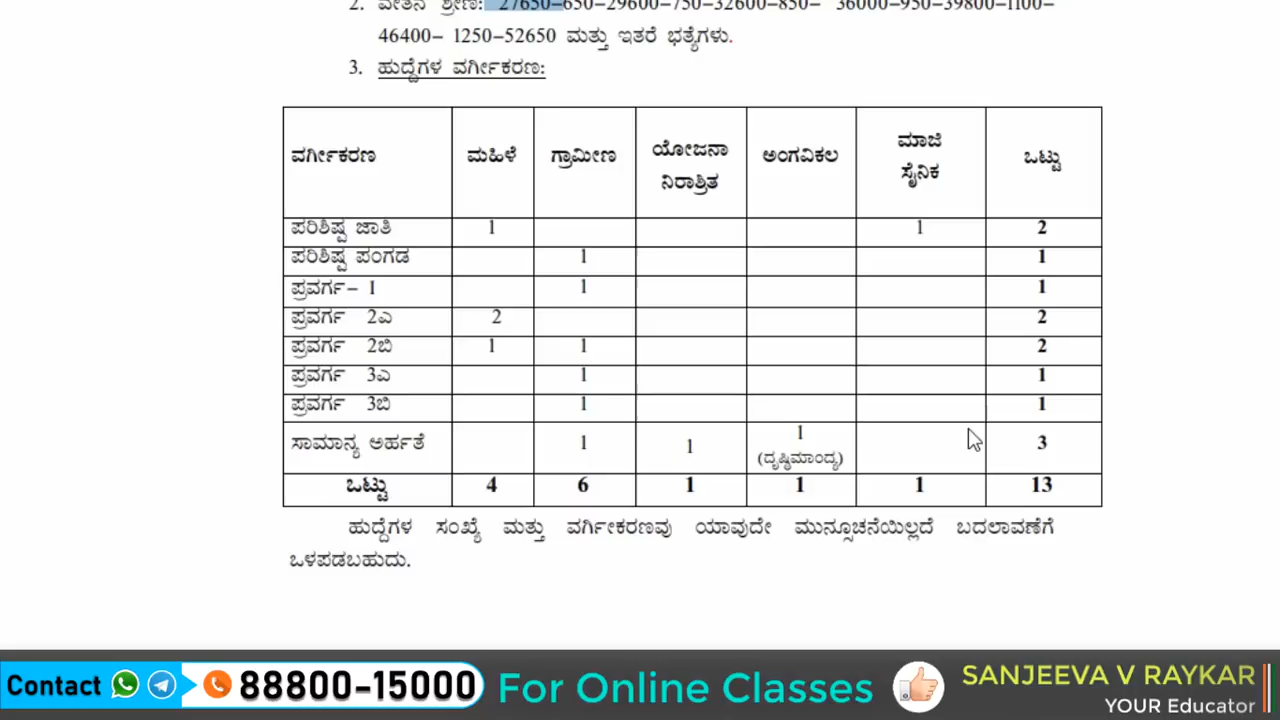 2. ವೇತನ ಶ್ರೇಣಿ: 27650-650-29600-750-32600-850- 36000-950-39800-1100-
46400- 1250-52650 ಮತ್ತು ಇತರೆ ಭತ್ಯೆಗಳು.
3. ಹುದ್ದೆಗಳ ವರ್ಗೀಕರಣ:
ವರ್ಗೀಕರಣ ಮಹಿಳೆ ಗ್ರಾಮೀಣ ಯೋಜನಾ ನಿರಾಶ್ರಿತ ಅಂಗವಿಕಲ ಮಾಜಿ ಸೈನಿಕ ಒಟ್ಟು
ಪರಿಶಿಷ್ಟ ಜಾತಿ 1 1 2
ಪರಿಶಿಷ್ಟ ಪಂಗಡ 1 1
ಪ್ರವರ್ಗ- 1 1 1
ಪ್ರವರ್ಗ 2ಎ 2 2
ಪ್ರವರ್ಗ 2ಬಿ 1 1 2
ಪ್ರವರ್ಗ 3ಎ 1 1
ಪ್ರವರ್ಗ 3ಬಿ 1 1
ಸಾಮಾನ್ಯ ಅರ್ಹತೆ 1 1 1 (ದೃಷ್ಠಿಮಾಂದ್ಯ) 3
ಒಟ್ಟು 4 6 1 1 1 13
ಹುದ್ದೆಗಳ ಸಂಖ್ಯೆ ಮತ್ತು ವರ್ಗೀಕರಣವು ಯಾವುದೇ ಮುನ್ಸೂಚನೆಯಿಲ್ಲದೆ ಬದಲಾವಣೆಗೆ
ಒಳಪಡಬಹುದು.
Contact 88800-15000 For Online Classes SANJEEVA V RAYKAR
YOUR Educator